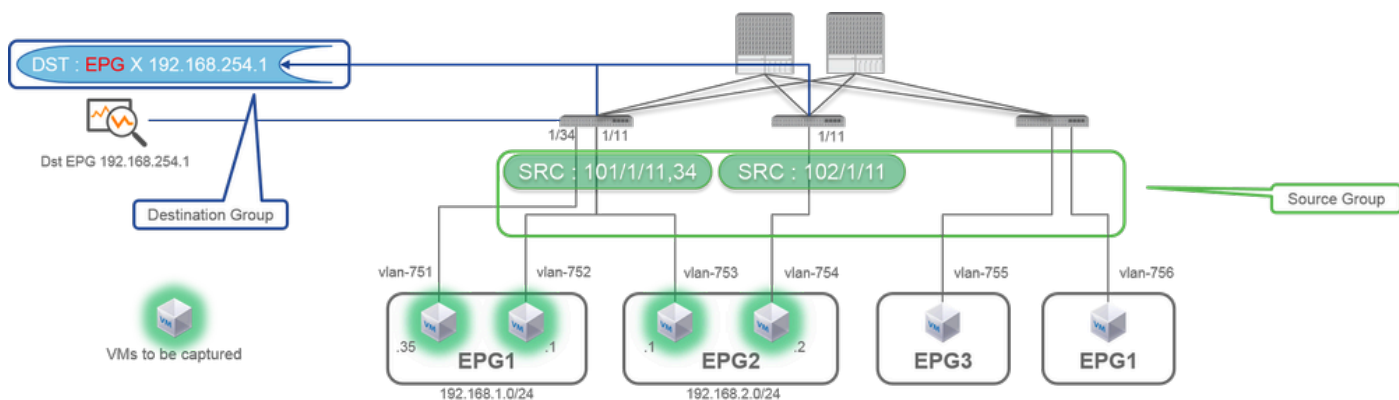 DST : EPG X 192.168.254.1
1/34
1/11
1/11
Dst EPG 192.168.254.1
SRC : 101/1/11,34
SRC : 102/1/11
Destination Group
Source Group
vlan-751
vlan-752
vlan-753
vlan-754
vlan-755
vlan-756
VM
VM
VM
VM
VM
VM
VM
VMs to be captured
.35
.1
.1
.2
EPG1
EPG2
EPG3
EPG1
192.168.1.0/24
192.168.2.0/24